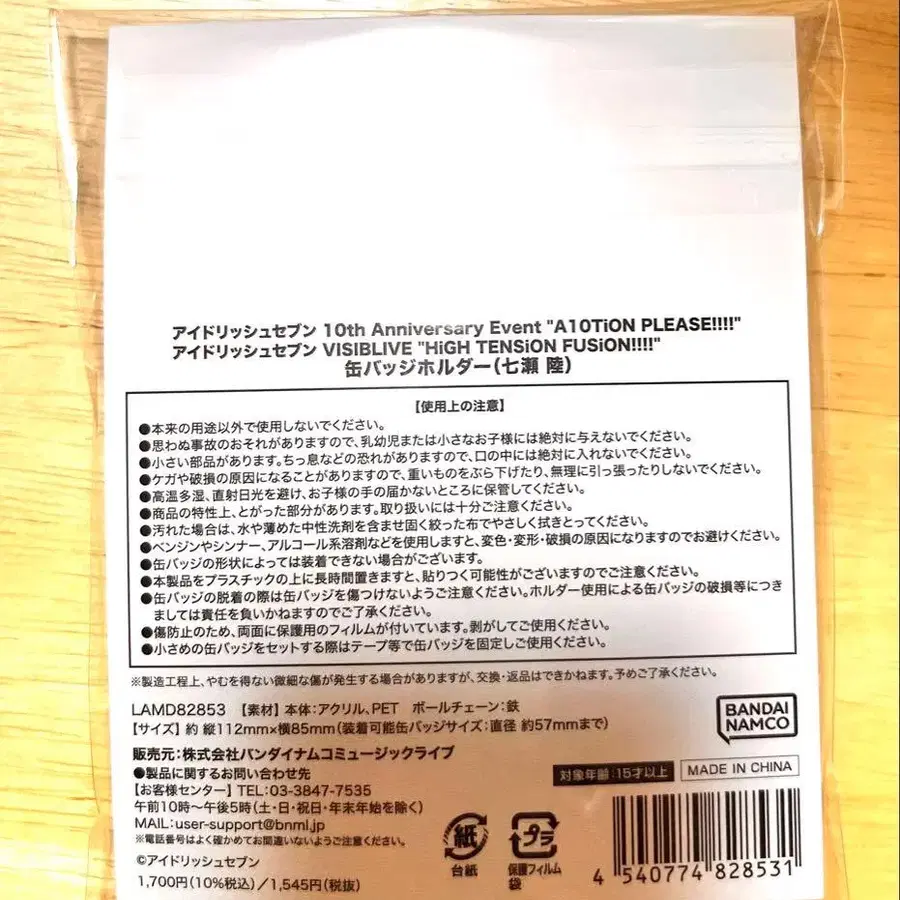 アイドリッシュセブン 10th Anniversary Event "A10TiON PLEASE!!!!"
アイドリッシュセブン VISIBLIVE "HiGH TENSiON FUSiON!!!!"
缶バッジホルダー(七瀬 陸)
【使用上の注意】
●本来の用途以外で使用しないでください。
●思わぬ事故のおそれがありますので、乳幼児または小さなお子様には絶対に与えないでください。
●小さい部品があります。ちっ息などの恐れがありますので、口の中には絶対に入れないでください。
●ケガや破損の原因になることがありますので、重いものをぶら下げたり、無理に引っ張ったりしないでください。
●高温多湿、直射日光を避け、お子様の手の届かないところに保管してください。
●商品の特性上、とがった部分があります。取り扱いには十分ご注意ください。
●汚れた場合は、水や薄めた中性洗剤を含ませ固く絞った布でやさしく拭きとってください。
●ベンジンやシンナー、アルコール系溶剤などを使用しますと、変色・変形・破損の原因になりますのでお避けください。
●缶バッジの形状によっては装着できない場合がございます。
●本製品をプラスチックの上に長時間置きますと、貼りつく可能性がございますのでご注意ください。
●缶バッジの脱着の際は缶バッジを傷つけないようご注意ください。ホルダー使用による缶バッジの破損等につき
ましては責任を負いかねますのでご了承ください。
●傷防止のため、両面に保護用のフィルムが付いています。剥がしてご使用ください。
●小さめの缶バッジをセットする際はテープ等で缶バッジを固定しご使用ください。
※製造工程上、やむを得ない微細な傷が発生する場合がありますが、交換・返品はできかねます。予めご了承ください。
LAMD82853 【素材】本体:アクリル、PET ボールチェーン:鉄
【サイズ】約 縦112mm×横85mm(装着可能缶バッジサイズ:直径 約57mmまで)
BANDAI
NAMCO
販売元:株式会社バンダイナムコミュージックライブ
●製品に関するお問い合わせ先
【お客様センター】TEL:03-3847-7535
午前10時〜午後5時(土・日・祝日・年末年始を除く)
MAIL:user-support@bnml.jp
※電話番号はよく確かめてお間違いないようご注意ください。
©アイドリッシュセブン
1,700円(10%税込)/1,545円(税抜)
対象年齢:15才以上
MADE IN CHINA
紙
台紙
プラ
保護フィルム
袋
4 540774 828531